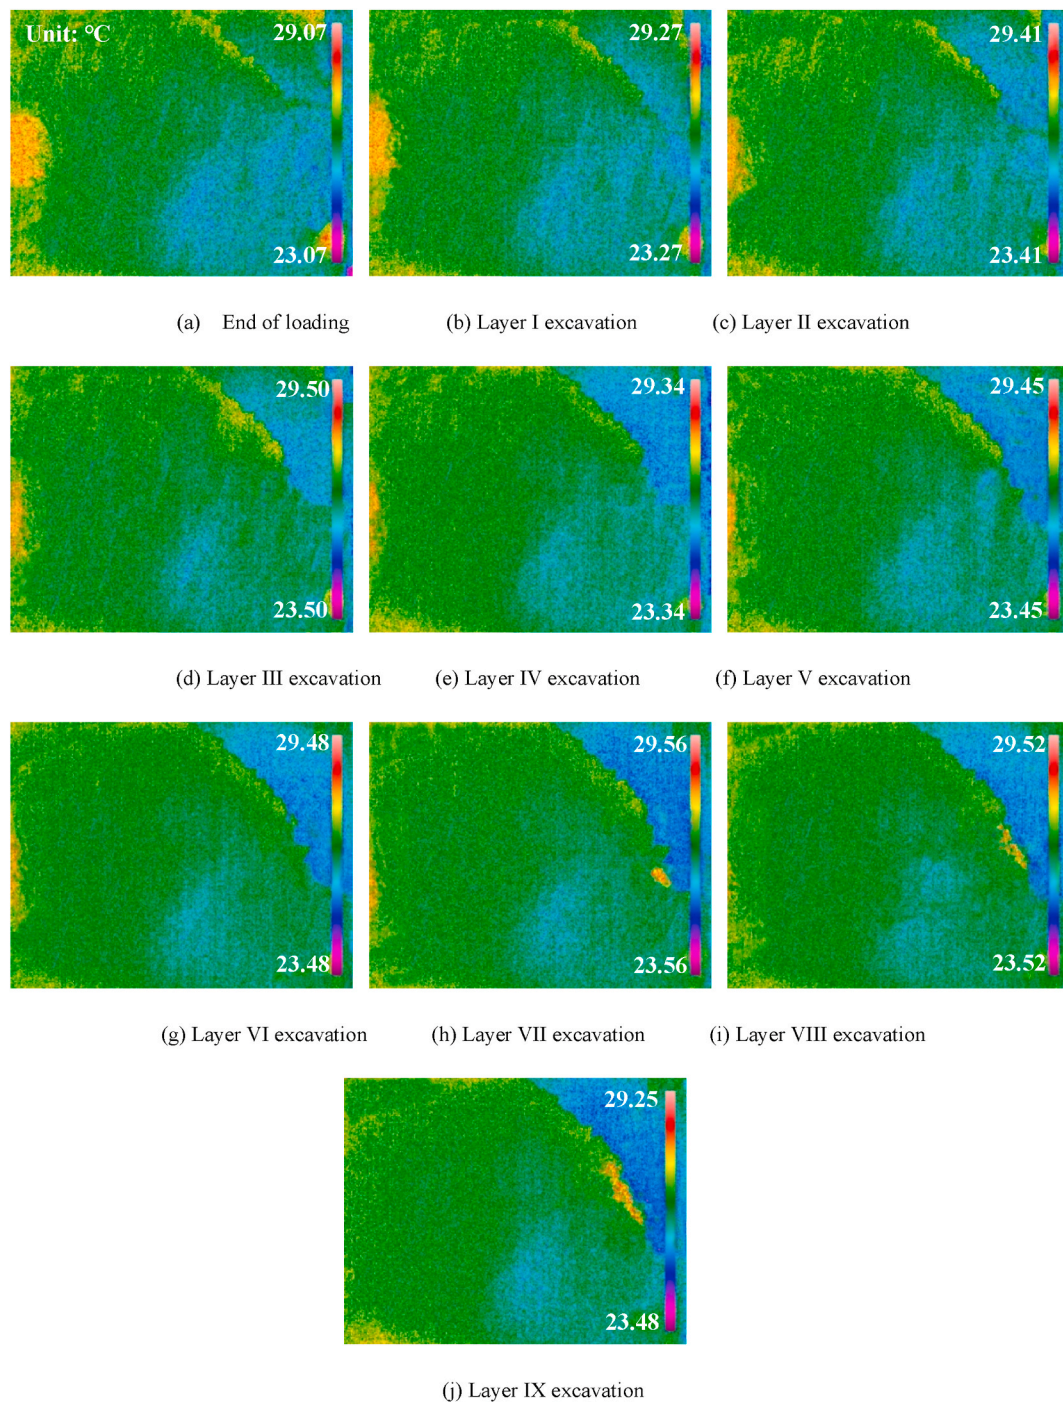 Unit: °C
29.07
23.07
29.27
23.27
29.41
23.41
(a) End of loading
(b) Layer I excavation
(c) Layer II excavation
29.50
23.50
29.34
23.34
29.45
23.45
(d) Layer III excavation
(e) Layer IV excavation
(f) Layer V excavation
29.48
23.48
29.56
23.56
29.52
23.52
(g) Layer VI excavation
(h) Layer VII excavation
(i) Layer VIII excavation
29.25
23.48
(j) Layer IX excavation